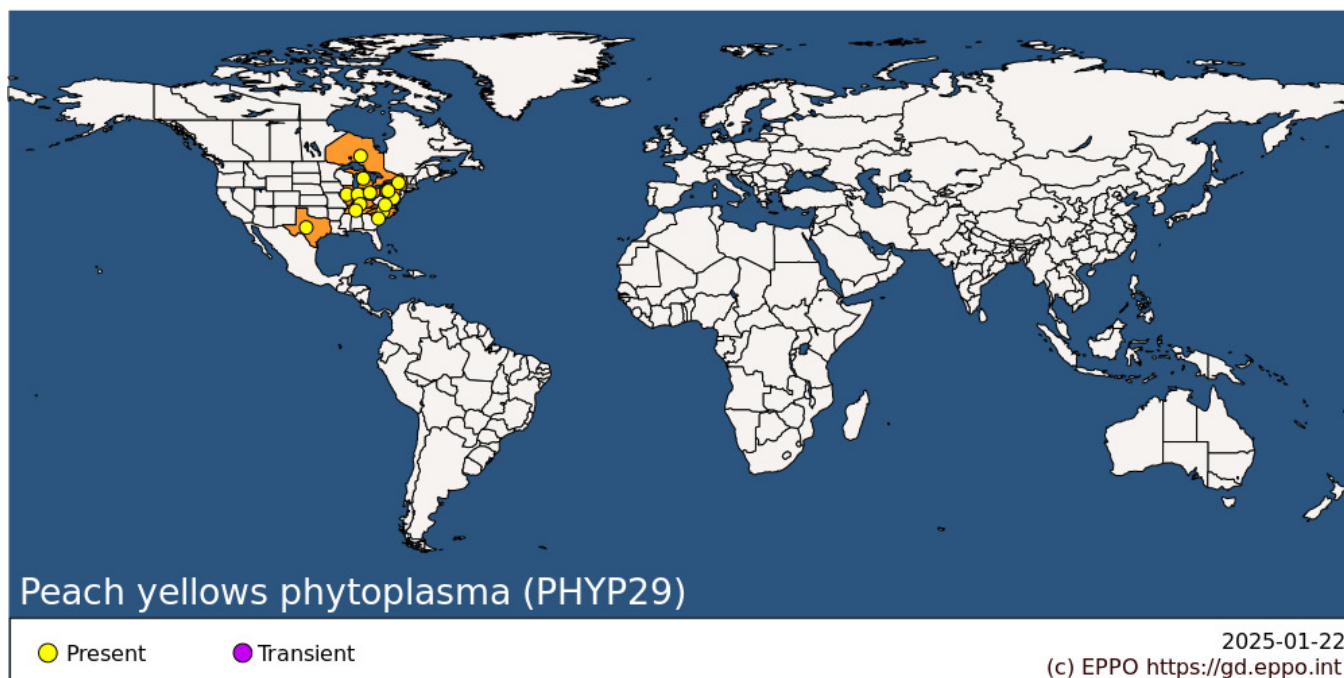 Peach yellows phytoplasma (PHYP29)
Present
Transient
2025-01-22
(c) EPPO https://gd.eppo.int